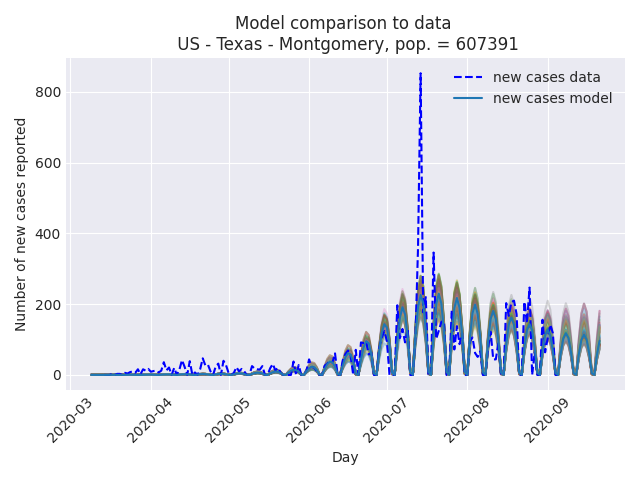 Model comparison to data
US - Texas - Montgomery, pop. = 607391
new cases data
new cases model
Number of new cases reported
800
600
400
200
0
2020-03
2020-04
2020-05
2020-06
2020-07
2020-08
2020-09
Day